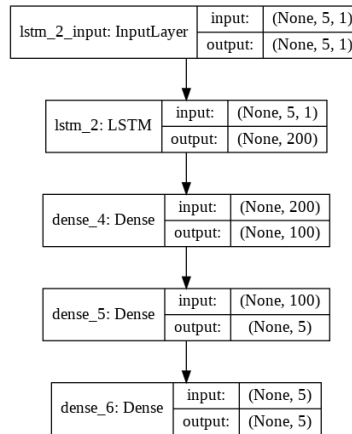 lstm_2_input: InputLayer
input: (None, 5, 1)
output: (None, 5, 1)
lstm_2: LSTM
input: (None, 5, 1)
output: (None, 200)
dense_4: Dense
input: (None, 200)
output: (None, 100)
dense_5: Dense
input: (None, 100)
output: (None, 5)
dense_6: Dense
input: (None, 5)
output: (None, 5)